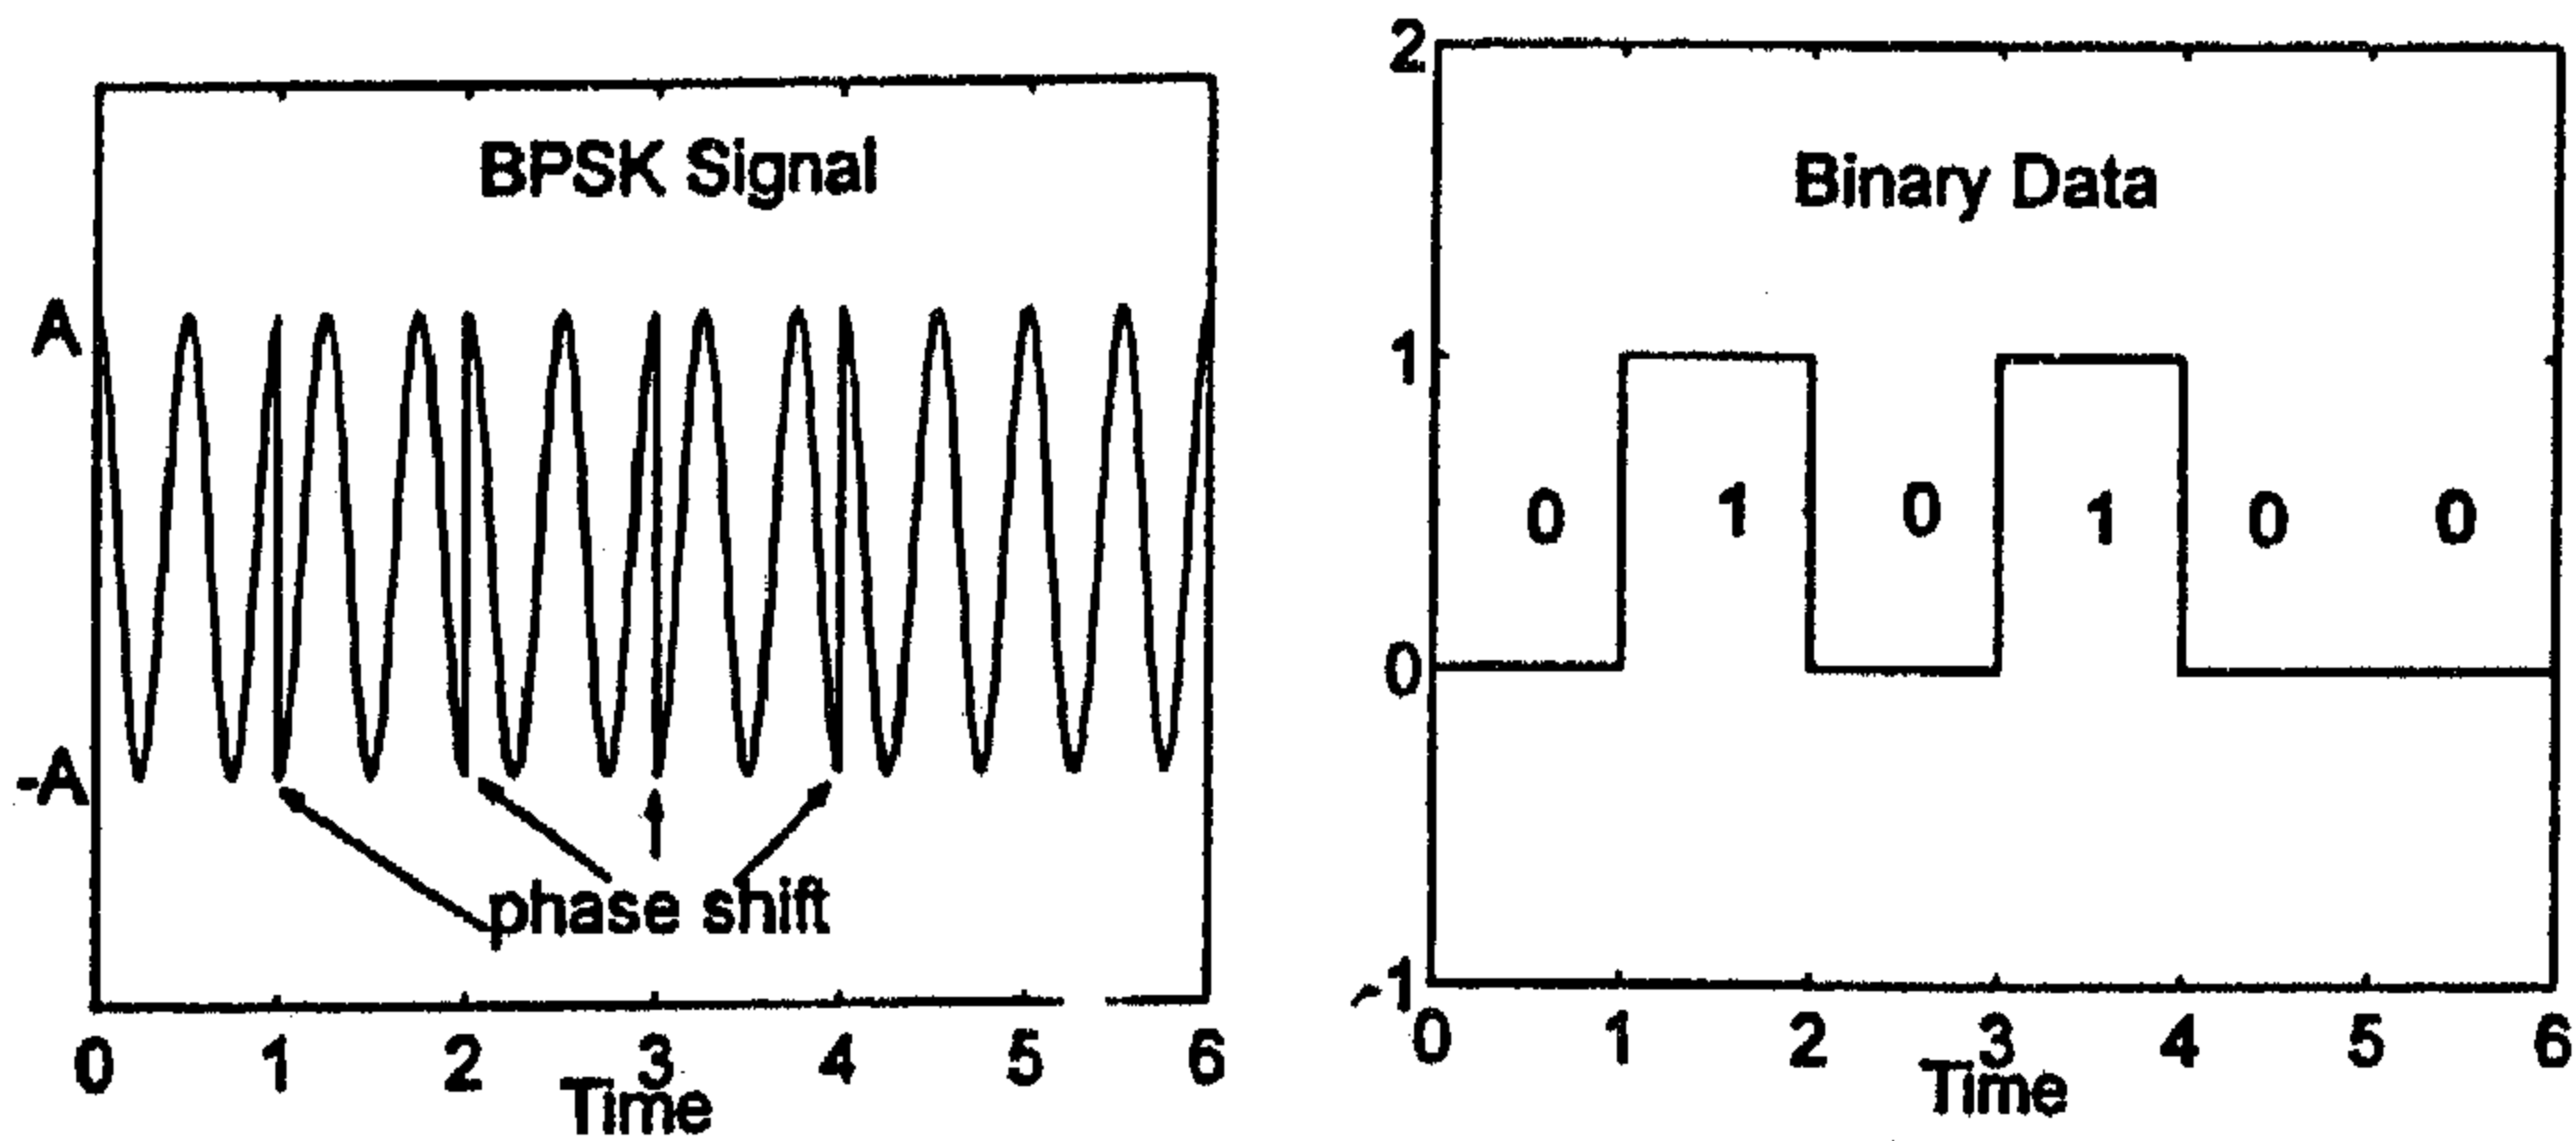 BPSK Signal
A
-A
phase shift
0 1 2 3 4 5 6
Time
2
Binary Data
1
0 1 0 1 0 0
0
-1
0 1 2 3 4 5 6
Time